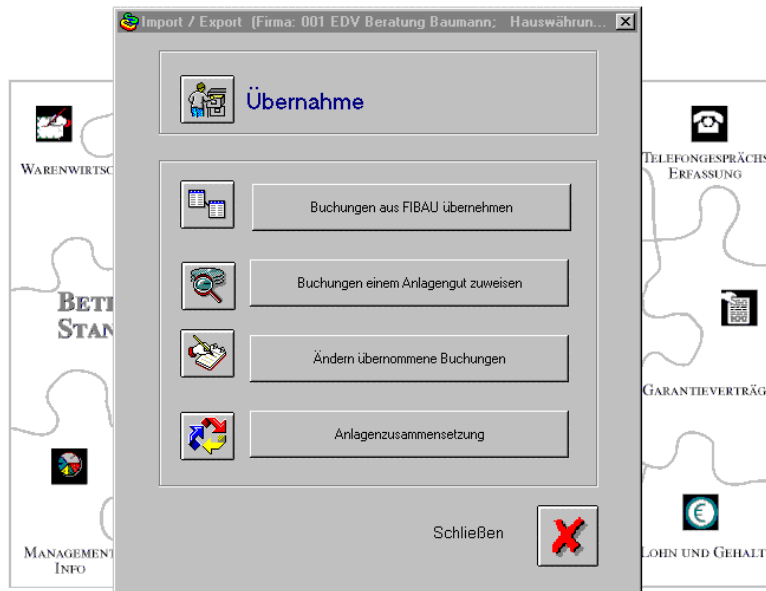 Import / Export (Firma: 001 EDV Beratung Baumann; Hauswährun...
Übernahme
Buchungen aus FIBAU übernehmen
Buchungen einem Anlagengut zuweisen
Ändern übernommene Buchungen
Anlagenzusammensetzung
Schließen
WARENWIRTSC
BETI
STAN
MANAGEMENT
INFO
TELEFONGESPRÄCHS
ERFASSUNG
GARANTIEVERTRÄG
LOHN UND GEHALT